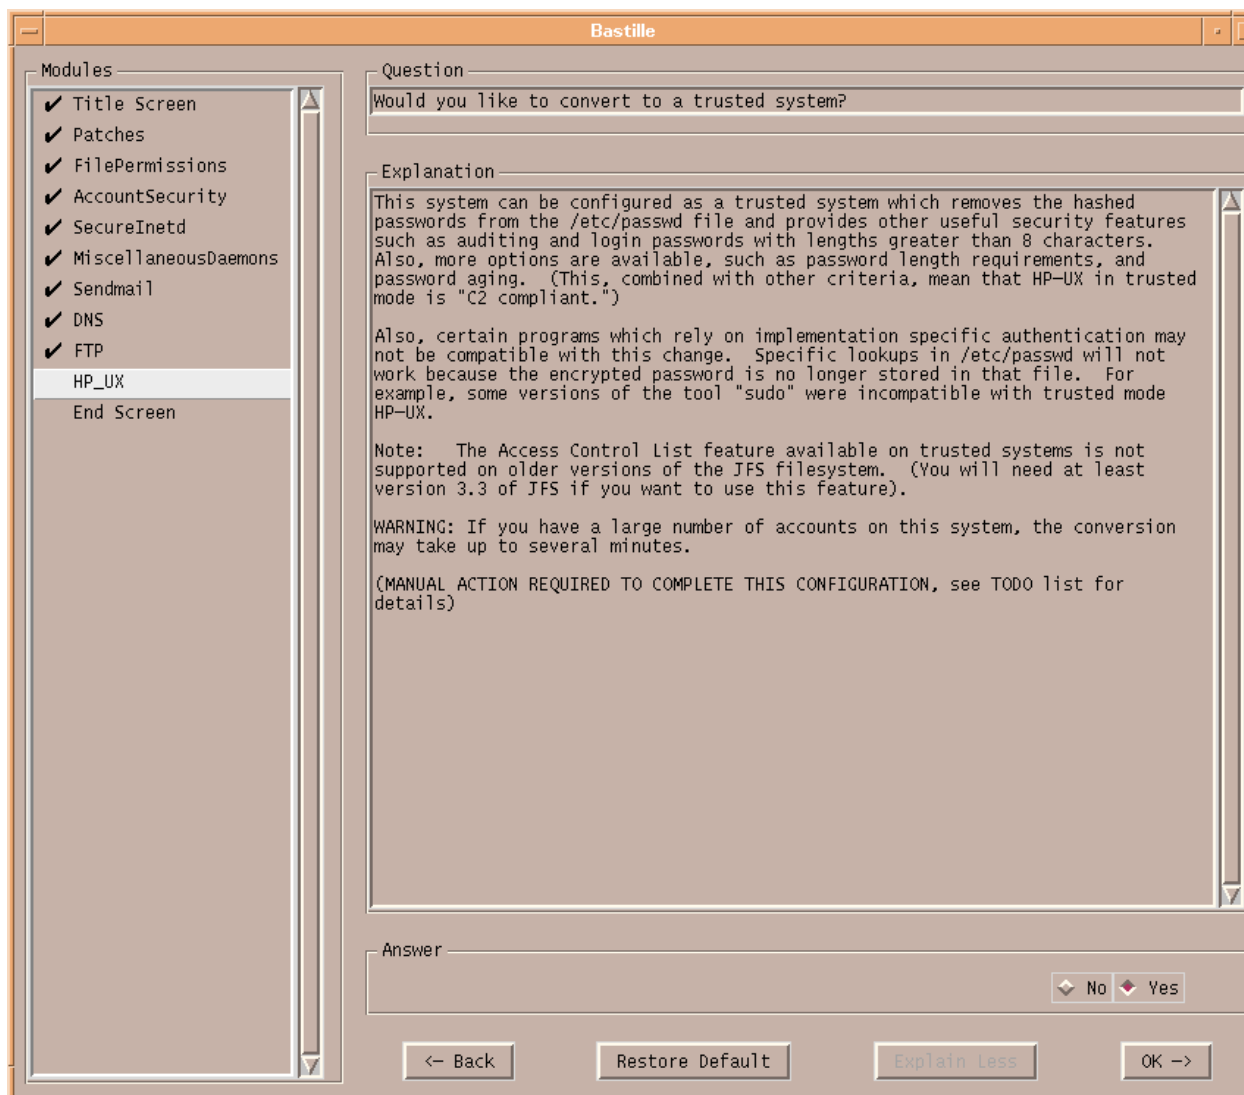 Bastille
Modules
Title Screen
Patches
FilePermissions
AccountSecurity
SecureInetd
MiscellaneousDaemons
Sendmail
DNS
FTP
HP_UX
End Screen
Question
Would you like to convert to a trusted system?
Explanation
This system can be configured as a trusted system which removes the hashed
passwords from the /etc/passwd file and provides other useful security features
such as auditing and login passwords with lengths greater than 8 characters.
Also, more options are available, such as password length requirements, and
password aging.  (This, combined with other criteria, mean that HP-UX in trusted
mode is "C2 compliant.")
Also, certain programs which rely on implementation specific authentication may
not be compatible with this change.  Specific lookups in /etc/passwd will not
work because the encrypted password is no longer stored in that file.  For
example, some versions of the tool "sudo" were incompatible with trusted mode
HP-UX.
Note:   The Access Control List feature available on trusted systems is not
supported on older versions of the JFS filesystem.  (You will need at least
version 3.3 of JFS if you want to use this feature).
WARNING: If you have a large number of accounts on this system, the conversion
may take up to several minutes.
(MANUAL ACTION REQUIRED TO COMPLETE THIS CONFIGURATION, see TODO list for
details)
Answer
No Yes
<- Back Restore Default Explain Less OK ->